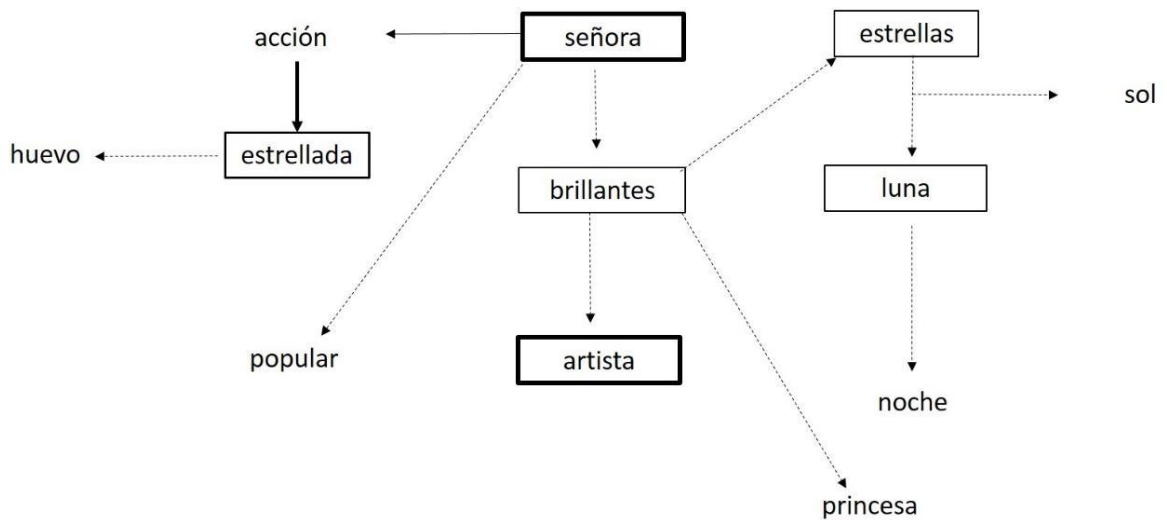 acción
señora
estrellas
sol
huevo
estrellada
brillantes
luna
popular
artista
noche
princesa